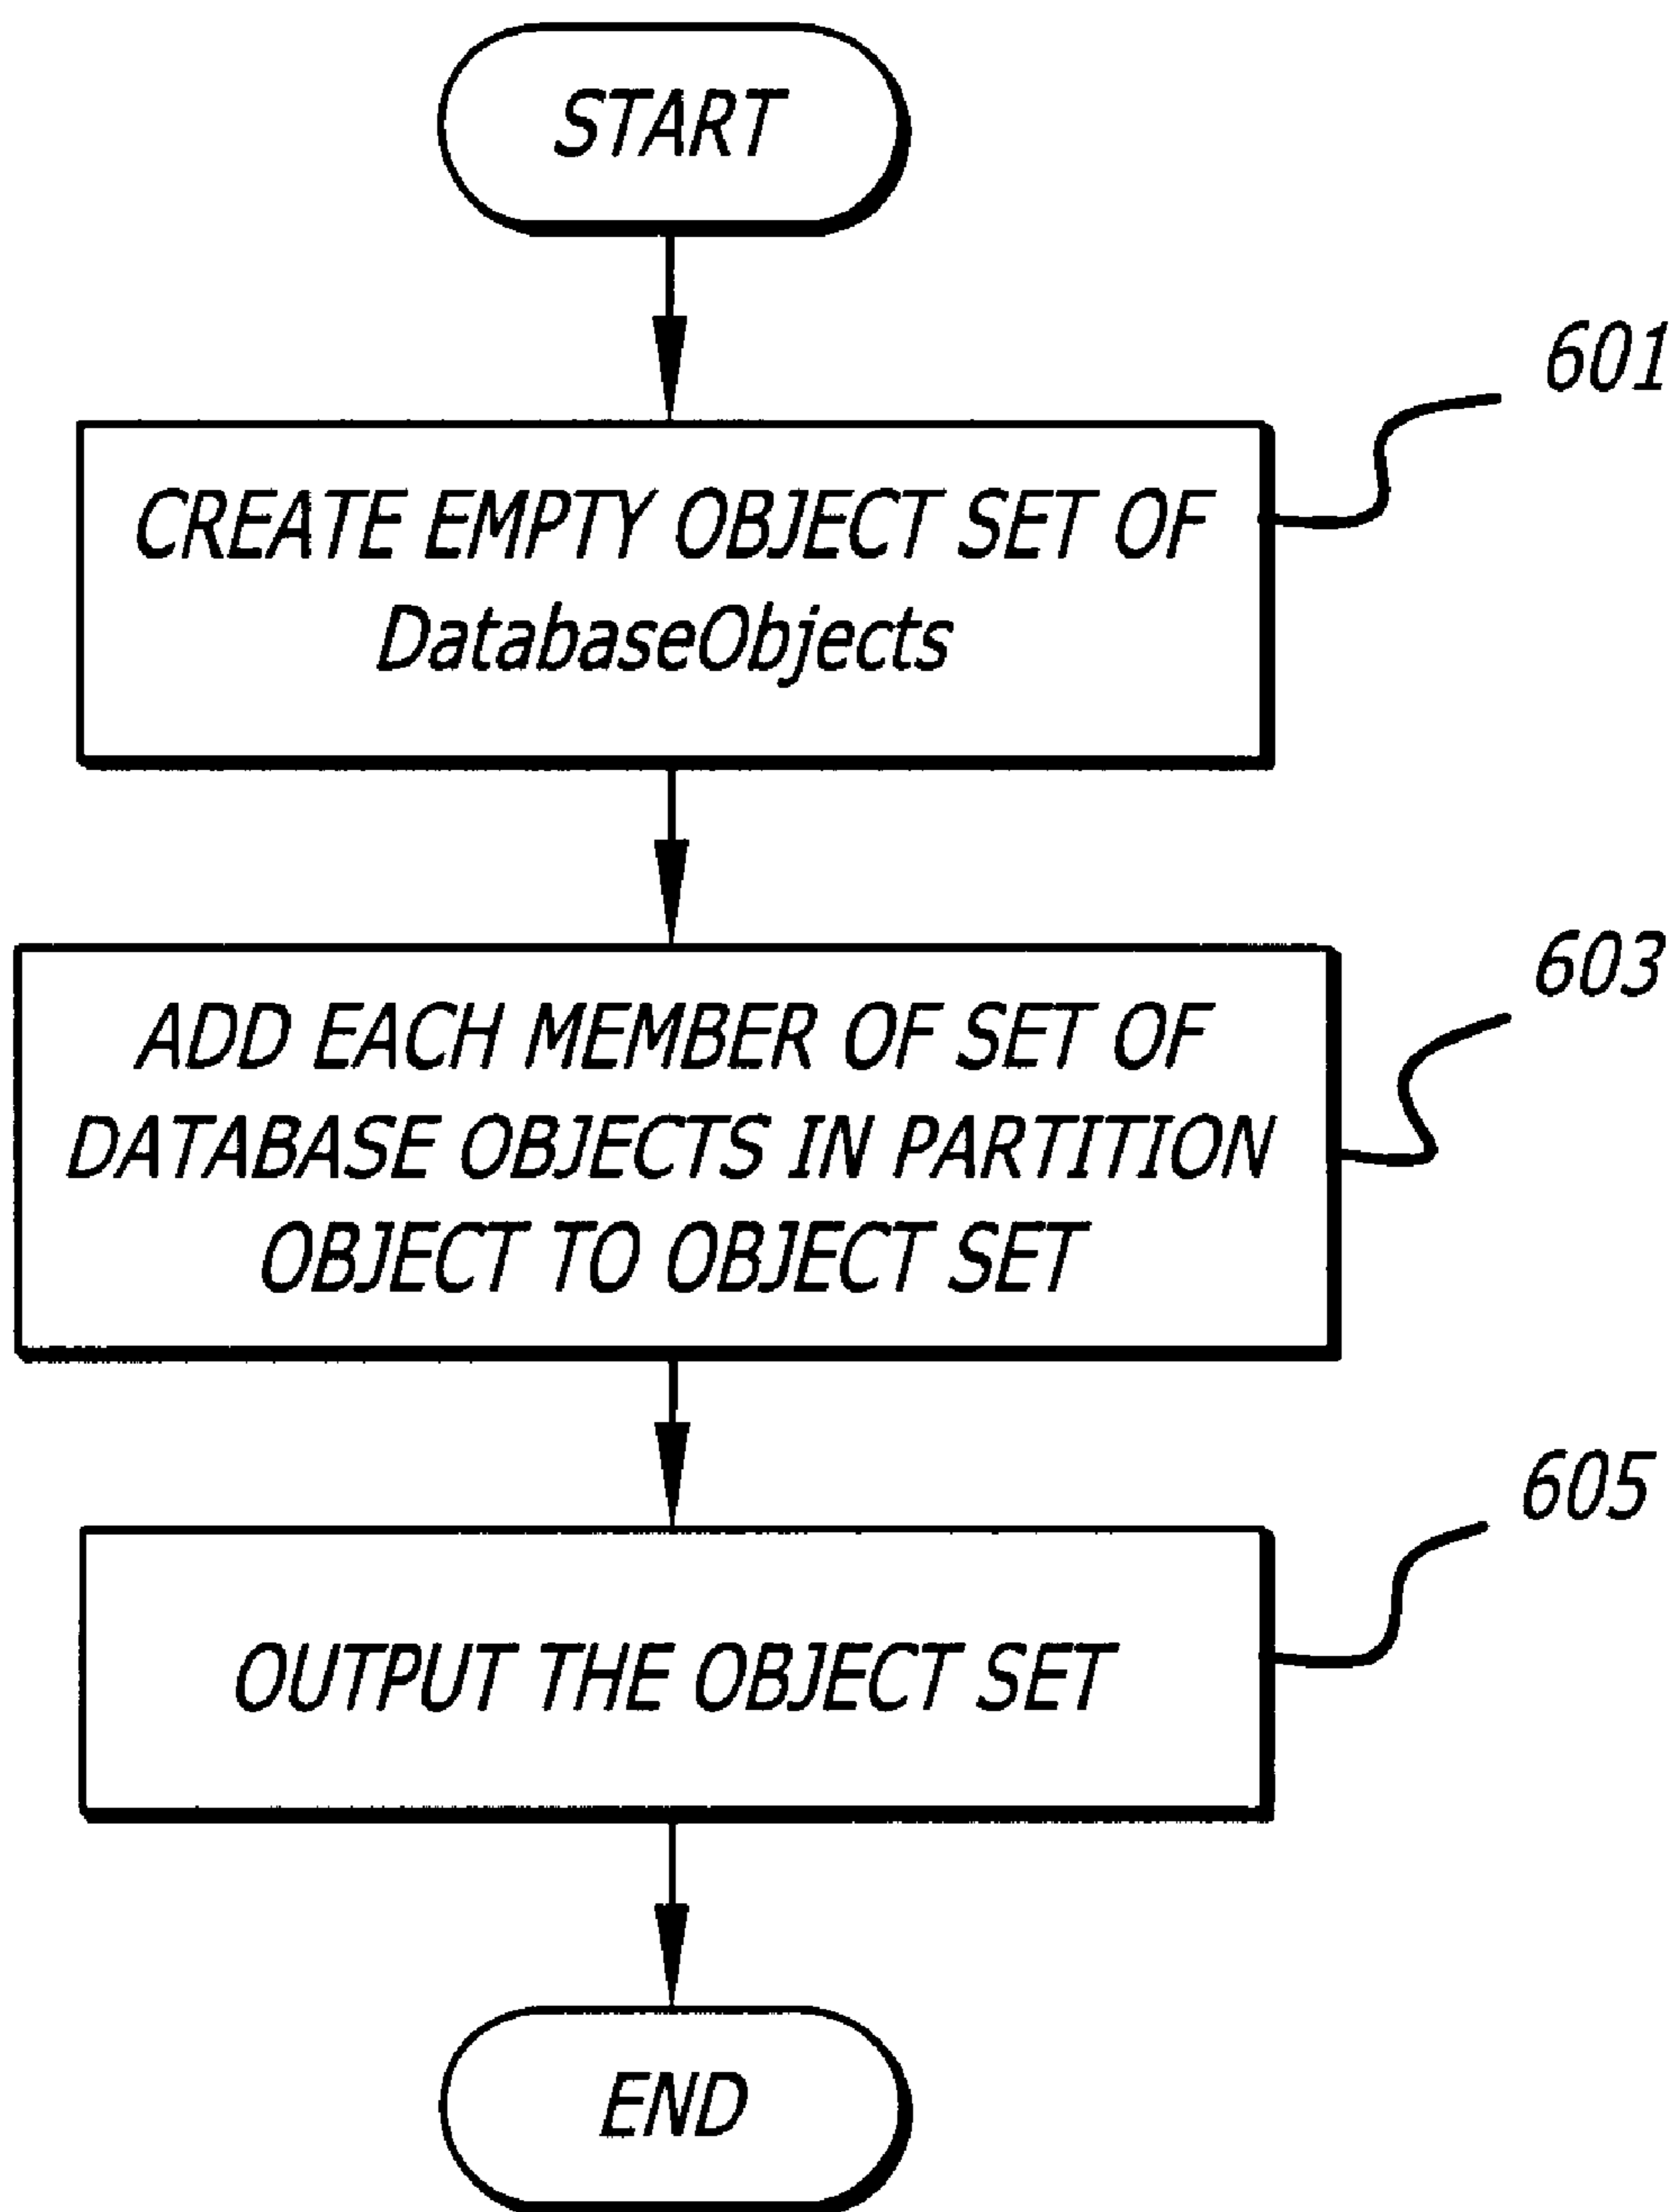 START
601
CREATE EMPTY OBJECT SET OF
DatabaseObjects
603
ADD EACH MEMBER OF SET OF
DATABASE OBJECTS IN PARTITION
OBJECT TO OBJECT SET
605
OUTPUT THE OBJECT SET
END